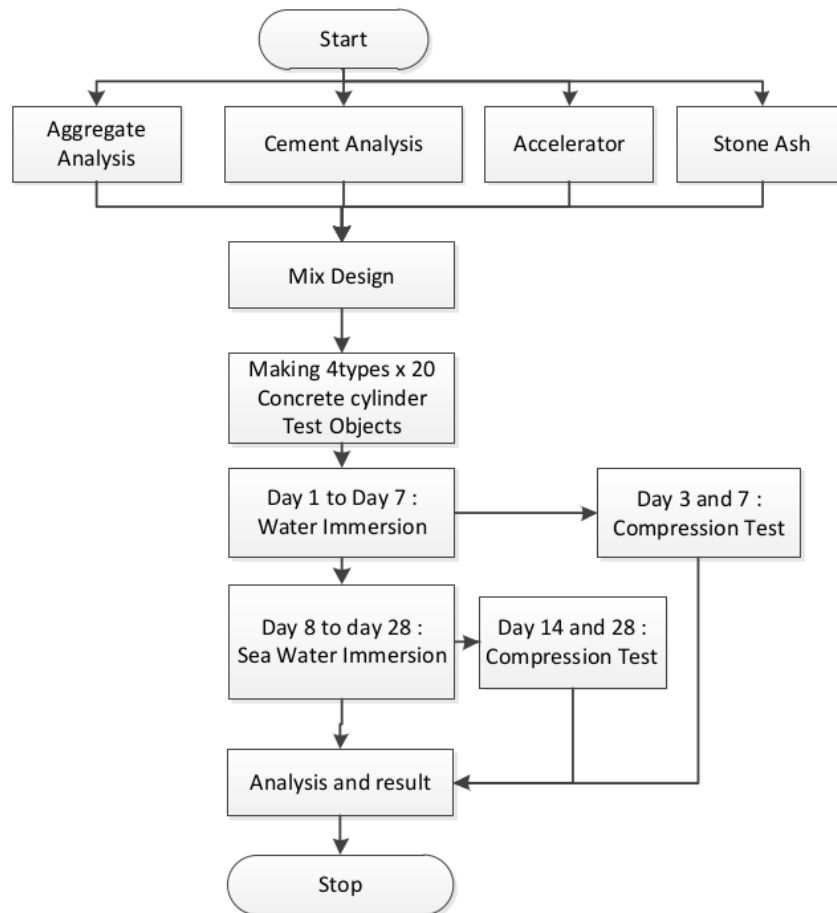 Start
Aggregate
Analysis
Cement Analysis
Accelerator
Stone Ash
Mix Design
Making 4types x 20
Concrete cylinder
Test Objects
Day 1 to Day 7 :
Water Immersion
Day 3 and 7 :
Compression Test
Day 8 to day 28 :
Sea Water Immersion
Day 14 and 28 :
Compression Test
Analysis and result
Stop